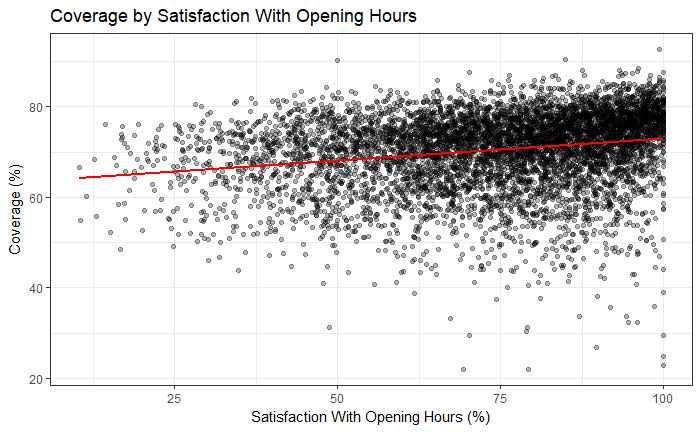 Coverage by Satisfaction With Opening Hours
Coverage (%)
80
60
40
20
25 50 75 100
Satisfaction With Opening Hours (%)